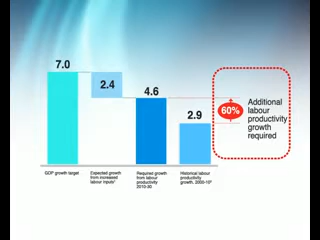 7.0
2.4
4.6
2.9
60%
Additional
labour
productivity
growth
required
GDP growth target
Expected growth
from increased
labour inputs¹
Required growth
from labour
productivity
2010-30
Historical labour
productivity
growth, 2000-10²